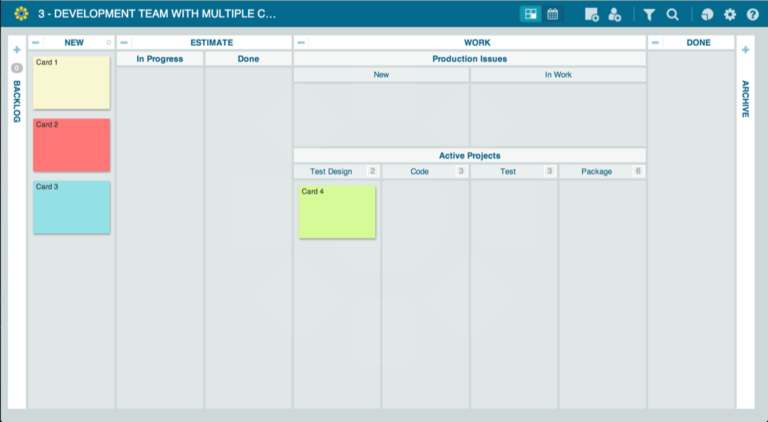 3 - DEVELOPMENT TEAM WITH MULTIPLE C...
NEW
ESTIMATE
WORK
DONE
0
BACKLOG
ARCHIVE
Card 1
Card 2
Card 3
In Progress
Done
Production Issues
New
In Work
Active Projects
Test Design 2
Code 3
Test 3
Package 6
Card 4